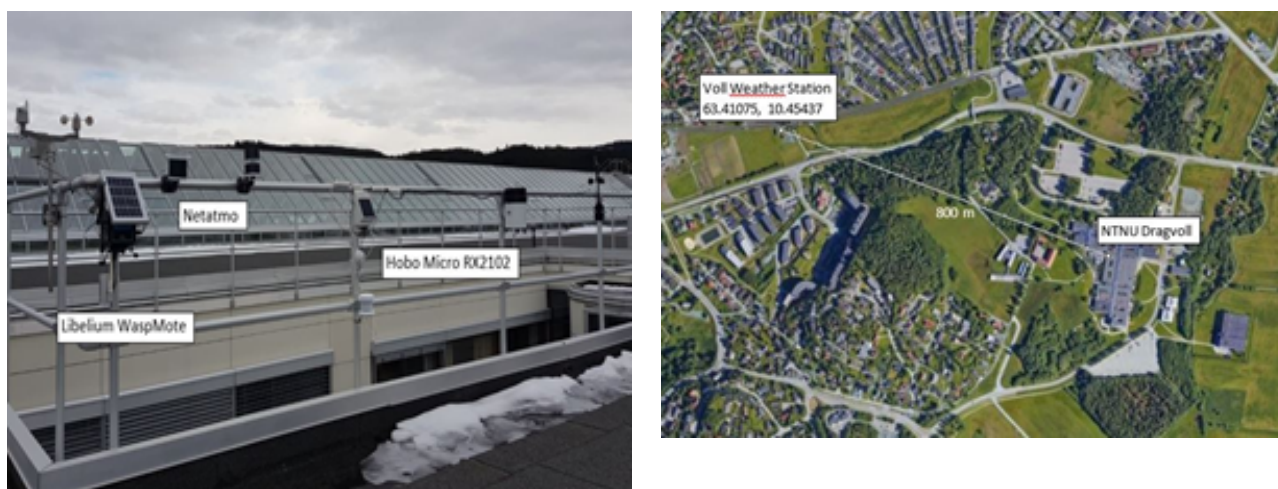 Netatmo
Hobo Micro RX2102
Libelium WaspMote
Voll Weather Station
63.41075, 10.45437
800 m
NTNU Dragvoll